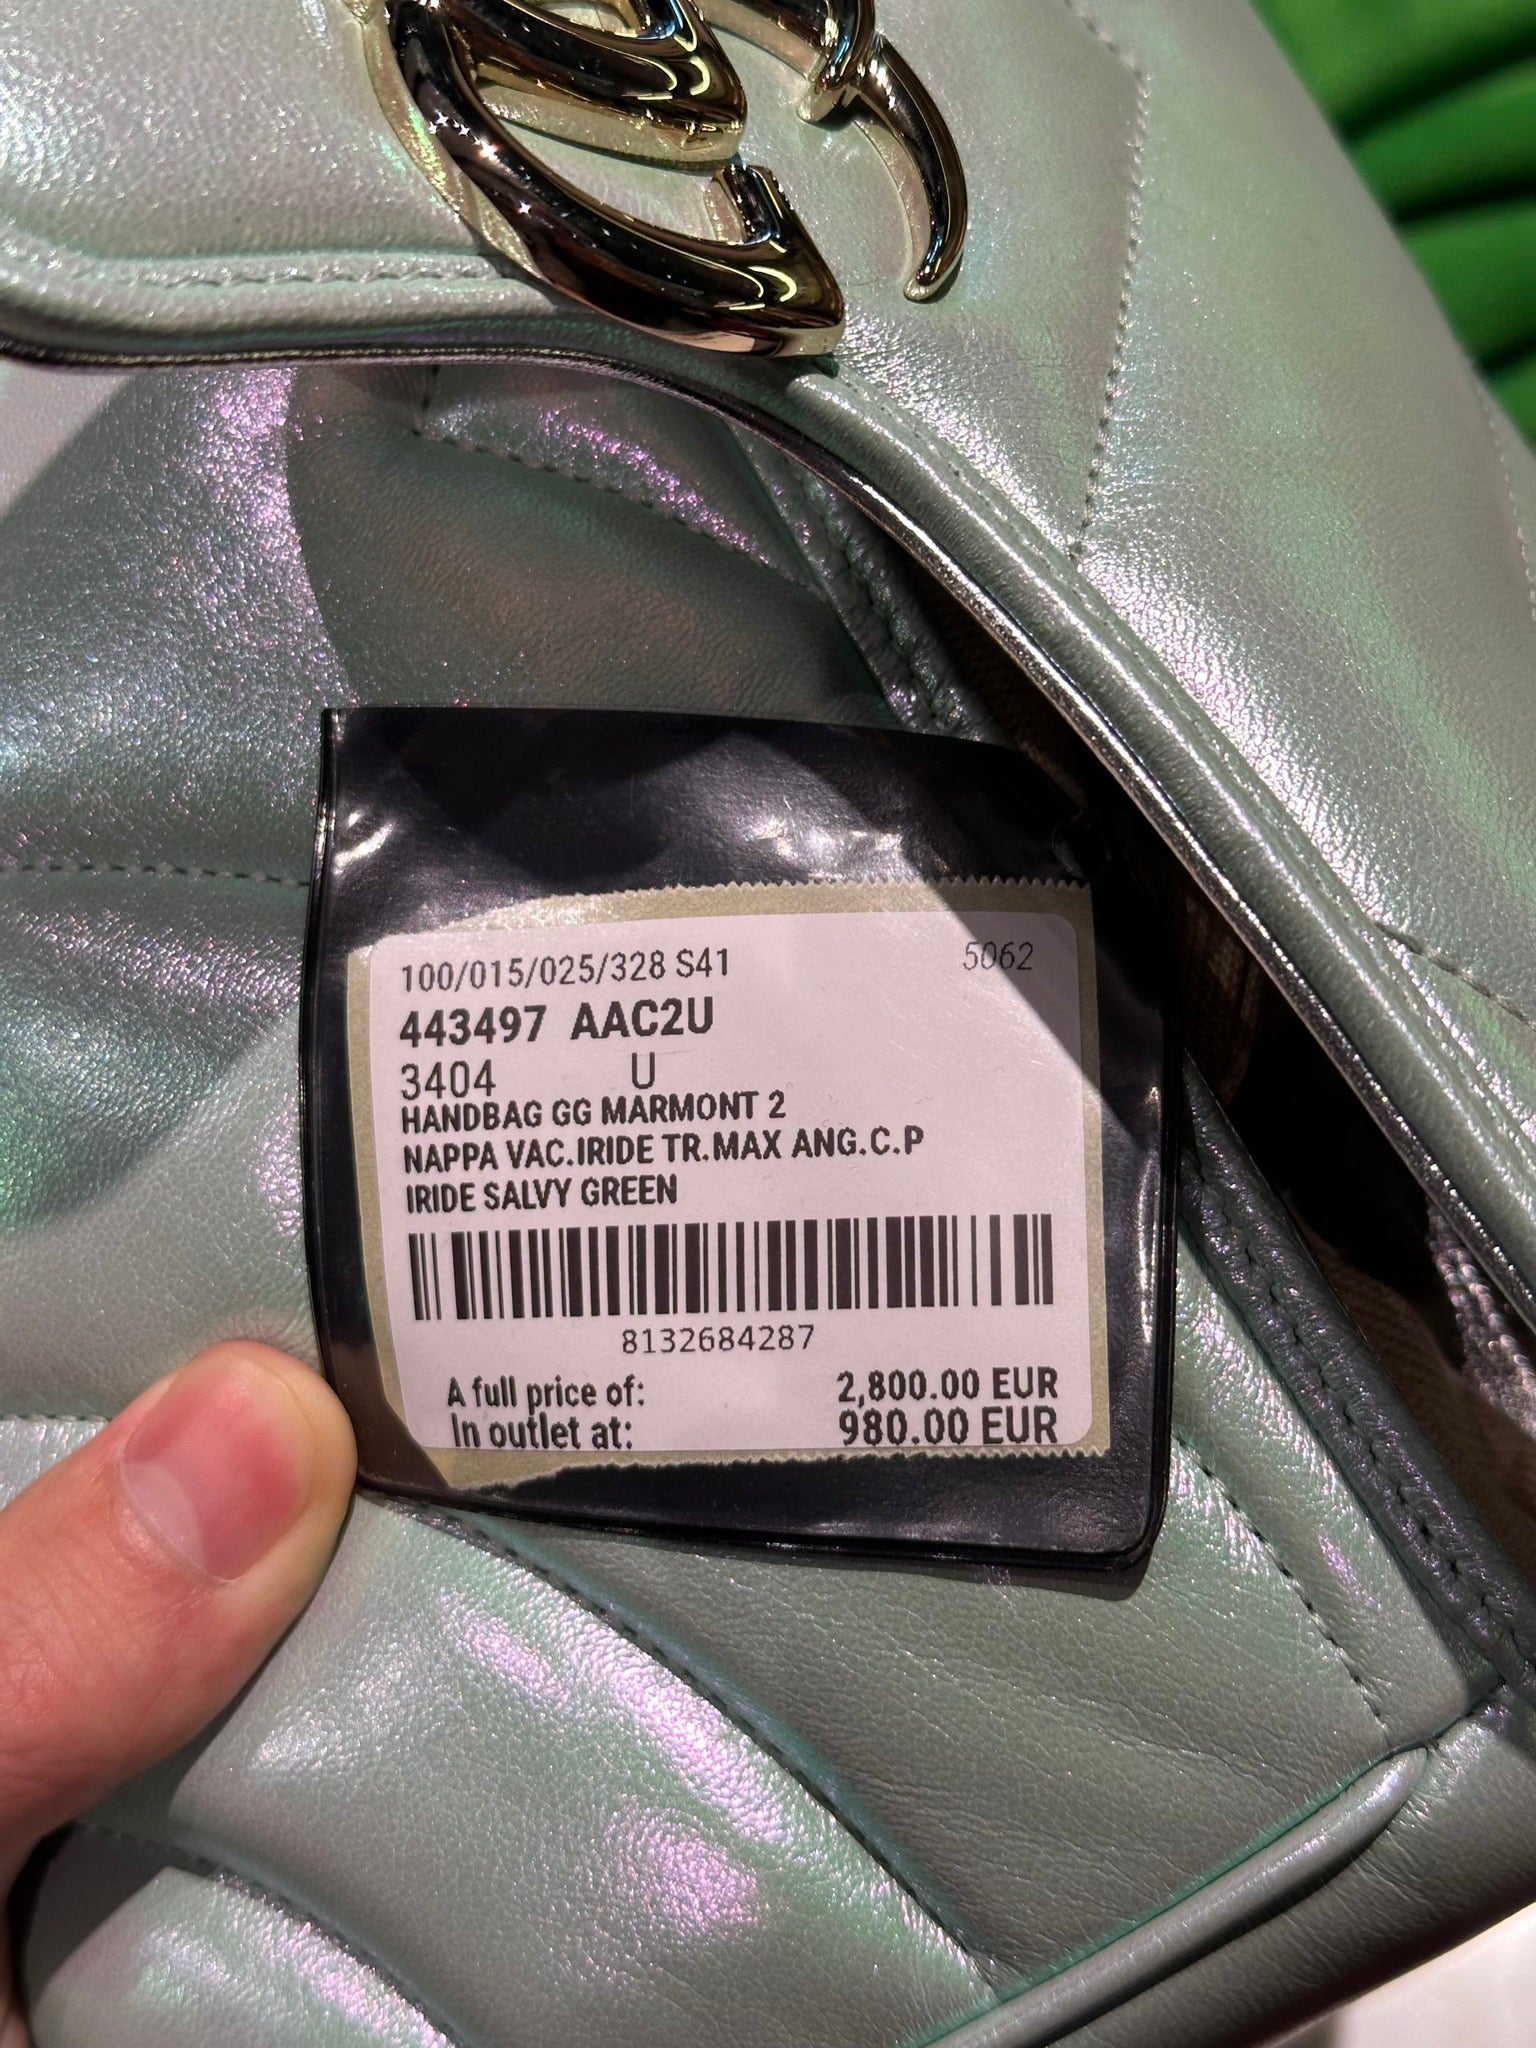 100/015/025/328 S41 5062
443497 AAC2U
3404 U
HANDBAG GG MARMONT 2
NAPPA VAC.IRIDE TR.MAX ANG.C.P
IRIDE SALVY GREEN
8132684287
A full price of: 2,800.00 EUR
In outlet at: 980.00 EUR